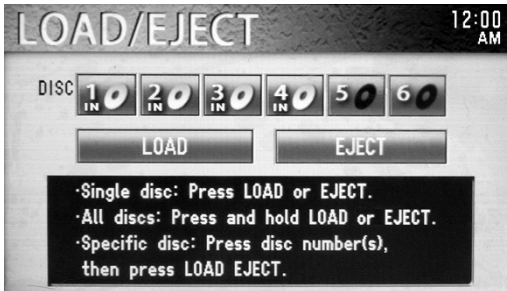 LOAD/EJECT 12:00 AM
DISC 1 IN 2 IN 3 IN 4 IN 5 6
LOAD EJECT
·Single disc: Press LOAD or EJECT.
·All discs: Press and hold LOAD or EJECT.
·Specific disc: Press disc number(s),
then press LOAD EJECT.